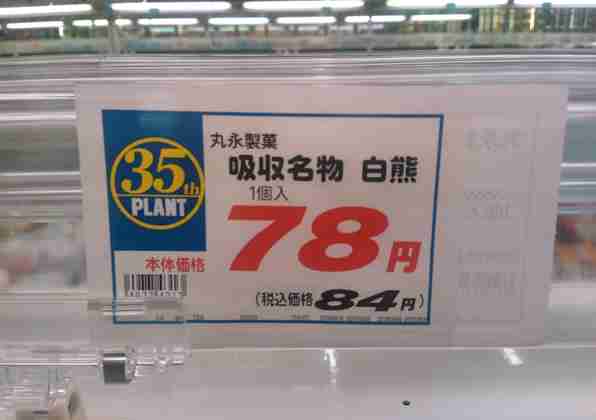 35th
PLANT
丸永製菓
吸収名物 白熊
1個入
本体価格
78円
(税込価格84円)